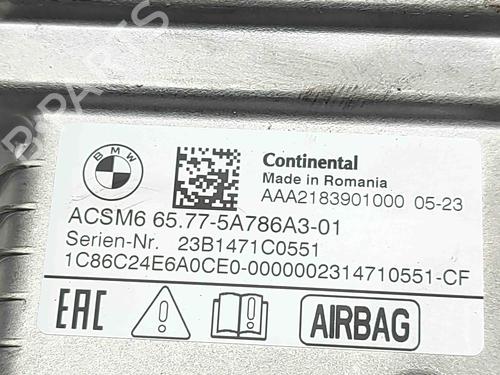 B-PARTS
BMW
Continental
Made in Romania
AAA2183901000 05-23
ACSM6 65.77-5A786A3-01
Serien-Nr. 23B1471C0551
1C86C24E6A0CE0-0000002314710551-CF
EAC
AIRBAG